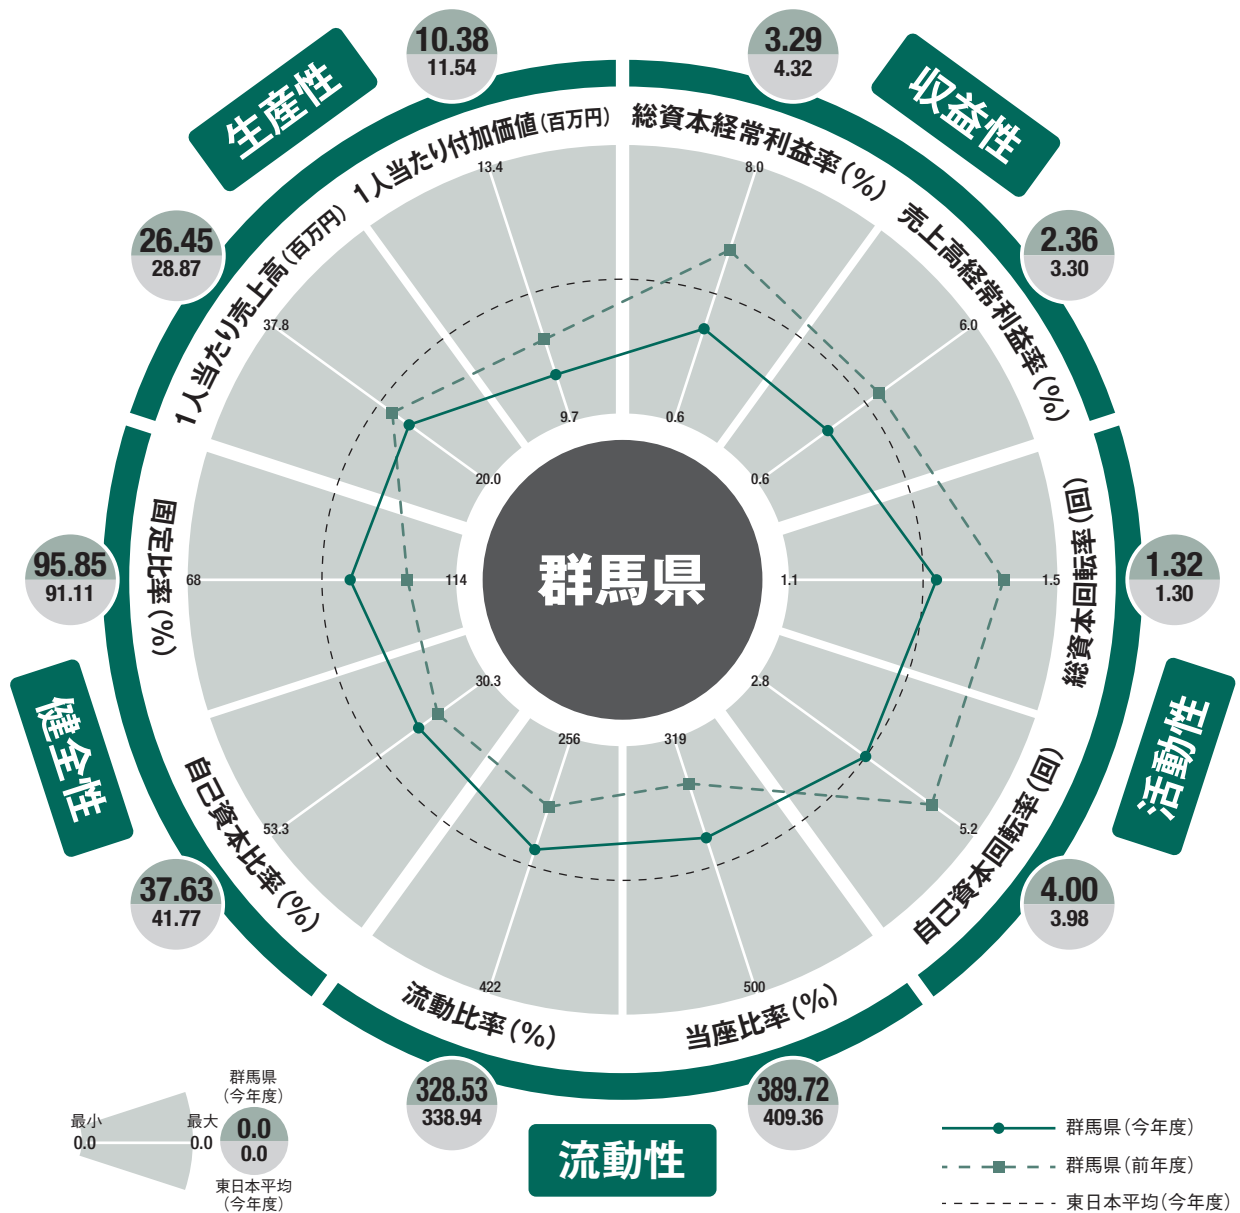 群馬県
収益性
総資本経常利益率(%)
3.29
4.32
8.0
0.6
売上高経常利益率(%)
2.36
3.30
6.0
0.6
活動性
総資本回転率(回)
1.32
1.30
1.5
1.1
自己資本回転率(回)
4.00
3.98
5.2
2.8
流動性
当座比率(%)
389.72
409.36
500
319
流動比率(%)
328.53
338.94
422
256
健全性
自己資本比率(%)
37.63
41.77
53.3
30.3
固定比率(%)
95.85
91.11
68
114
生産性
1人当たり売上高(百万円)
26.45
28.87
37.8
20.0
1人当たり付加価値(百万円)
10.38
11.54
13.4
9.7
群馬県
(今年度)
最小
0.0
最大
0.0
0.0
0.0
東日本平均
(今年度)
群馬県(今年度)
群馬県(前年度)
東日本平均(今年度)